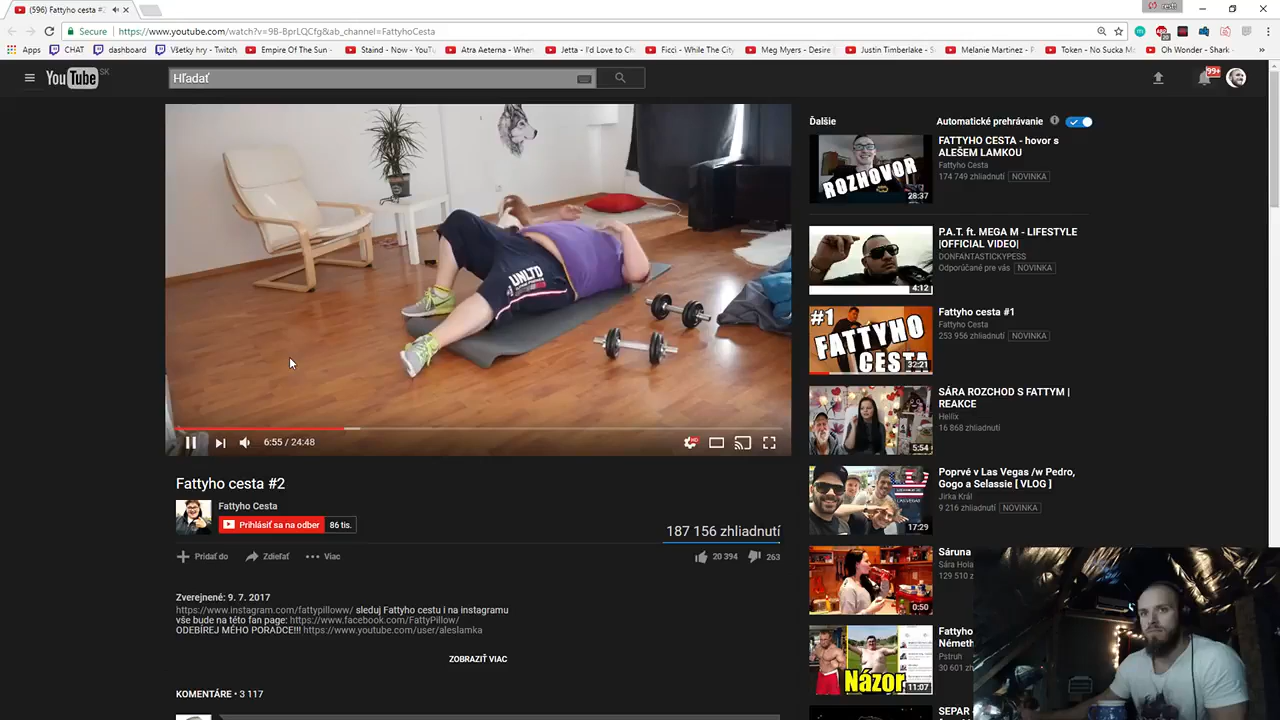 (596) Fattyho cesta #2
Secure
https://www.youtube.com/watch?v=9B-BprLQCfg&ab_channel=FattyhoCesta
Apps
CHAT
dashboard
Všetky hry - Twitch
Empire Of The Sun -
Staind - Now - YouTu
Atra Aeterna - When
Jetta - I'd Love to Ch
Ficci - While The City
Meg Myers - Desire (
Justin Timberlake -
Melanie Martinez - P
Token - No Sucka M
Oh Wonder - Shark
YouTube SK
Hľadať
99+
UNLTD
6:55 / 24:48
HD
Fattyho cesta #2
Fattyho Cesta
Prihlásiť sa na odber
86 tis.
187 156 zhliadnutí
Pridať do
Zdieľať
Viac
20 394
263
Zverejnené: 9. 7. 2017
https://www.instagram.com/fattypilloww/ sleduj Fattyho cestu i na instagramu
vše bude na této fan page: https://www.facebook.com/FattyPillow/
ODEBÍREJ MÉHO PORADCE!!! https://www.youtube.com/user/aleslamka
ZOBRAZIŤ VIAC
KOMENTÁRE • 3 117
Ďalšie
Automatické prehrávanie
ROZHOVOR
28:37
FATTYHO CESTA - hovor s
ALEŠEM LAMKOU
Fattyho Cesta
174 749 zhliadnutí
NOVINKA
4:12
P.A.T. ft. MEGA M - LIFESTYLE
|OFFICIAL VIDEO|
DONFANTASTICKYPESS
Odporúčané pre vás
NOVINKA
#1
FATTYHO
CESTA
32:21
Fattyho cesta #1
Fattyho Cesta
253 956 zhliadnutí
NOVINKA
5:54
SÁRA ROZCHOD S FATTYM |
REAKCE
Hellix
16 868 zhliadnutí
17:29
Poprvé v Las Vegas /w Pedro,
Gogo a Selassie [ VLOG ]
Jirka Král
9 216 zhliadnutí
NOVINKA
0:50
Sáruna
Sára Hola
129 510 z
Názor
11:07
Fattyho
Němeth
Pstruh
30 601 z
SEPAR